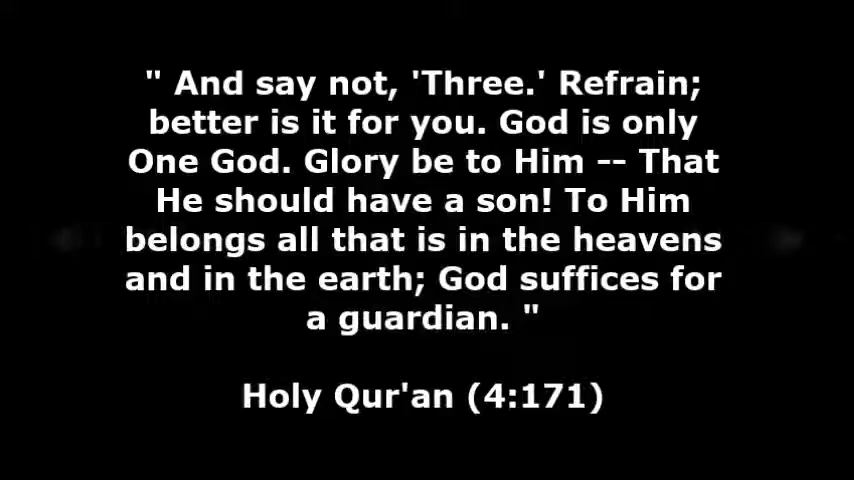 " And say not, 'Three.' Refrain;
better is it for you. God is only
One God. Glory be to Him -- That
He should have a son! To Him
belongs all that is in the heavens
and in the earth; God suffices for
a guardian. "
Holy Qur'an (4:171)